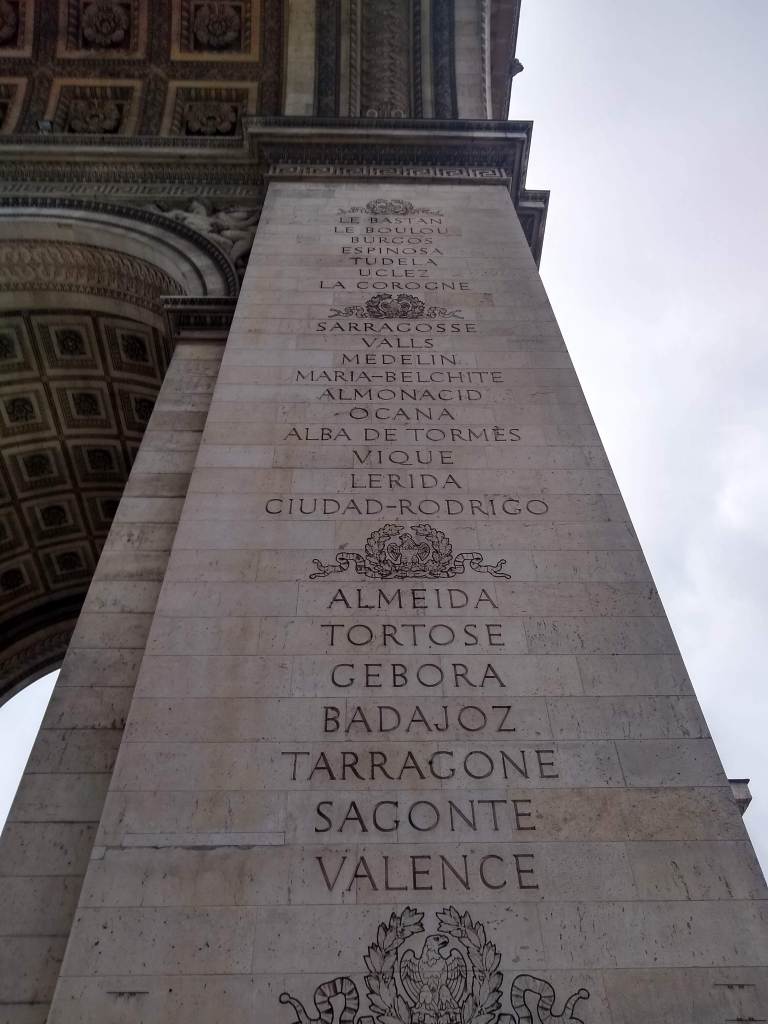 LE BASTAN
LE BOULOU
BURGOS
ESPINOSA
TUDELA
UCLEZ
LA COROGNE
SARRAGOSSE
VALLS
MEDELIN
MARIA-BELCHITE
ALMONACID
OCANA
ALBA DE TORMÈS
VIQUE
LERIDA
CIUDAD-RODRIGO
ALMEIDA
TORTOSE
GEBORA
BADAJOZ
TARRAGONE
SAGONTE
VALENCE